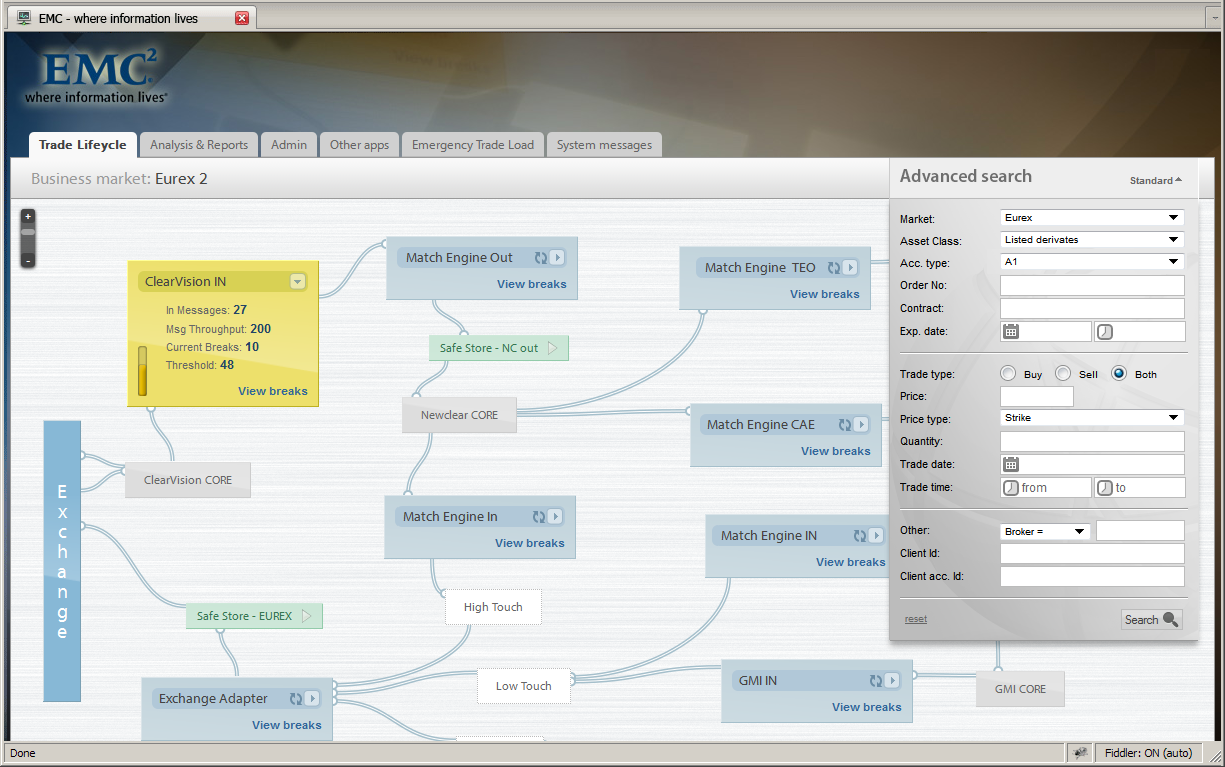 EMC - where information lives
EMC2
where information lives®
Trade Lifeycle
Analysis & Reports
Admin
Other apps
Emergency Trade Load
System messages
Business market: Eurex 2
Advanced search
Standard
+
-
ClearVision IN
In Messages: 27
Msg Throughput: 200
Current Breaks: 10
Threshold: 48
View breaks
Match Engine Out
View breaks
Match Engine TEO
View breaks
Safe Store - NC out
Newclear CORE
Match Engine CAE
View breaks
Exchange
ClearVision CORE
Match Engine In
View breaks
Match Engine IN
View breaks
High Touch
Safe Store - EUREX
Low Touch
Exchange Adapter
View breaks
GMI IN
View breaks
GMI CORE
Market: Eurex
Asset Class: Listed derivates
Acc. type: A1
Order No:
Contract:
Exp. date:
Trade type: Buy Sell Both
Price:
Price type: Strike
Quantity:
Trade date:
Trade time: from to
Other: Broker =
Client Id:
Client acc. Id:
reset
Search
Done
Fiddler: ON (auto)